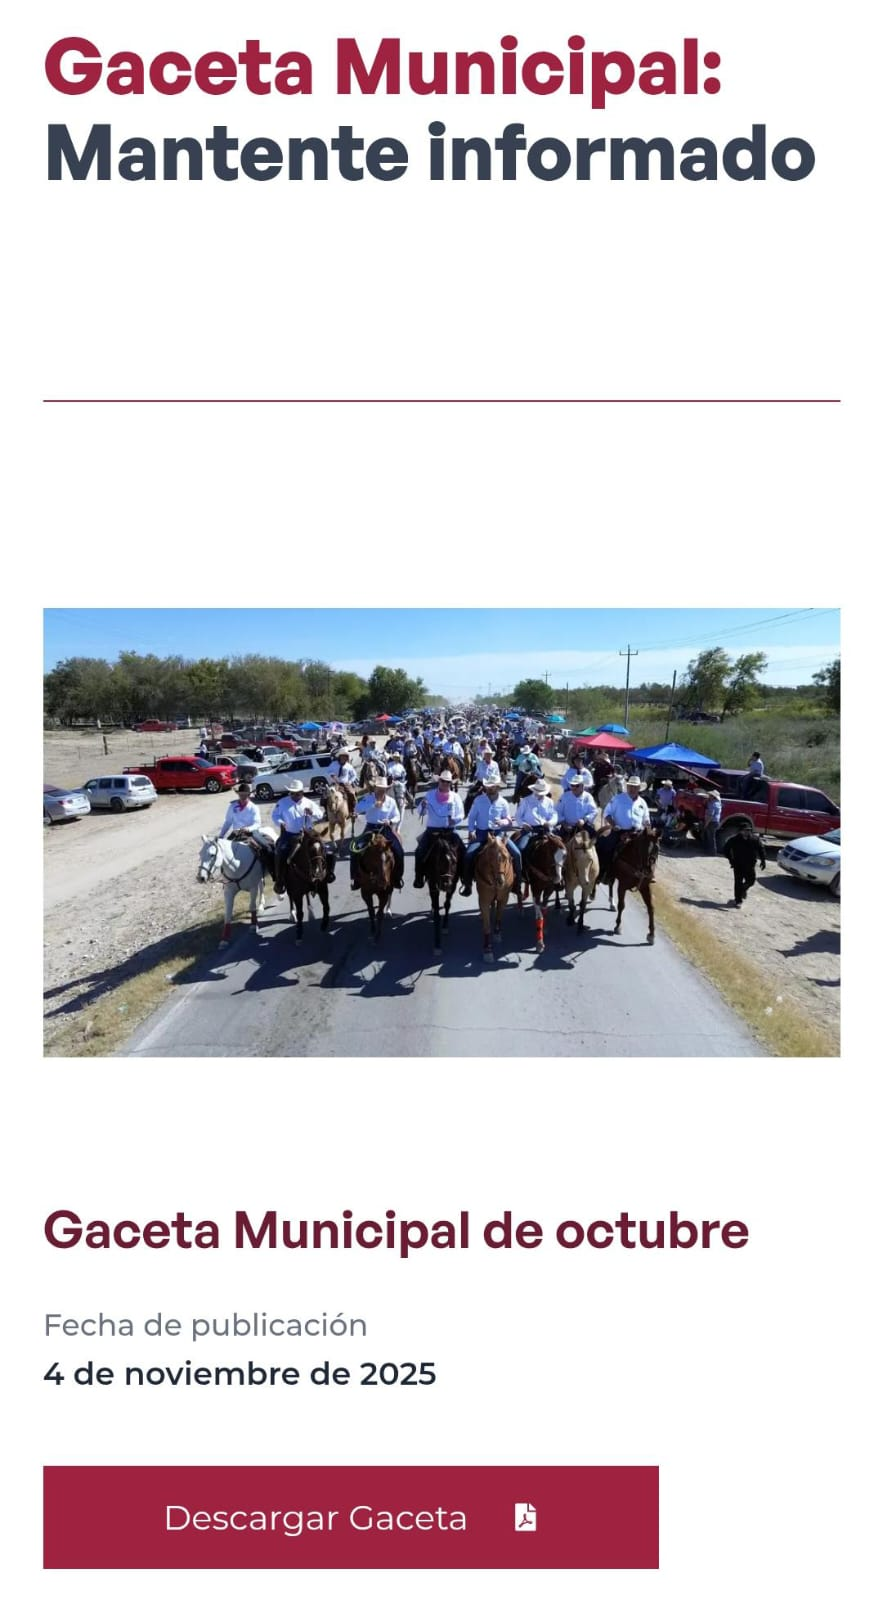 Gaceta Municipal:
Mantente informado
Gaceta Municipal de octubre
Fecha de publicación
4 de noviembre de 2025
Descargar Gaceta